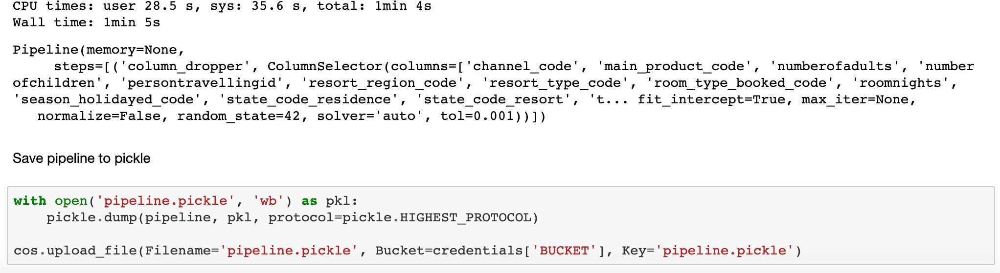 CPU times: user 28.5 s, sys: 35.6 s, total: 1min 4s
Wall time: 1min 5s
Pipeline(memory=None,
     steps=[('column_dropper', ColumnSelector(columns=['channel_code', 'main_product_code', 'numberofadults', 'number
ofchildren', 'persontravellingid', 'resort_region_code', 'resort_type_code', 'room_type_booked_code', 'roomnights',
'season_holidayed_code', 'state_code_residence', 'state_code_resort', 't... fit_intercept=True, max_iter=None,
   normalize=False, random_state=42, solver='auto', tol=0.001))])
Save pipeline to pickle
with open('pipeline.pickle', 'wb') as pkl:
    pickle.dump(pipeline, pkl, protocol=pickle.HIGHEST_PROTOCOL)
cos.upload_file(Filename='pipeline.pickle', Bucket=credentials['BUCKET'], Key='pipeline.pickle')